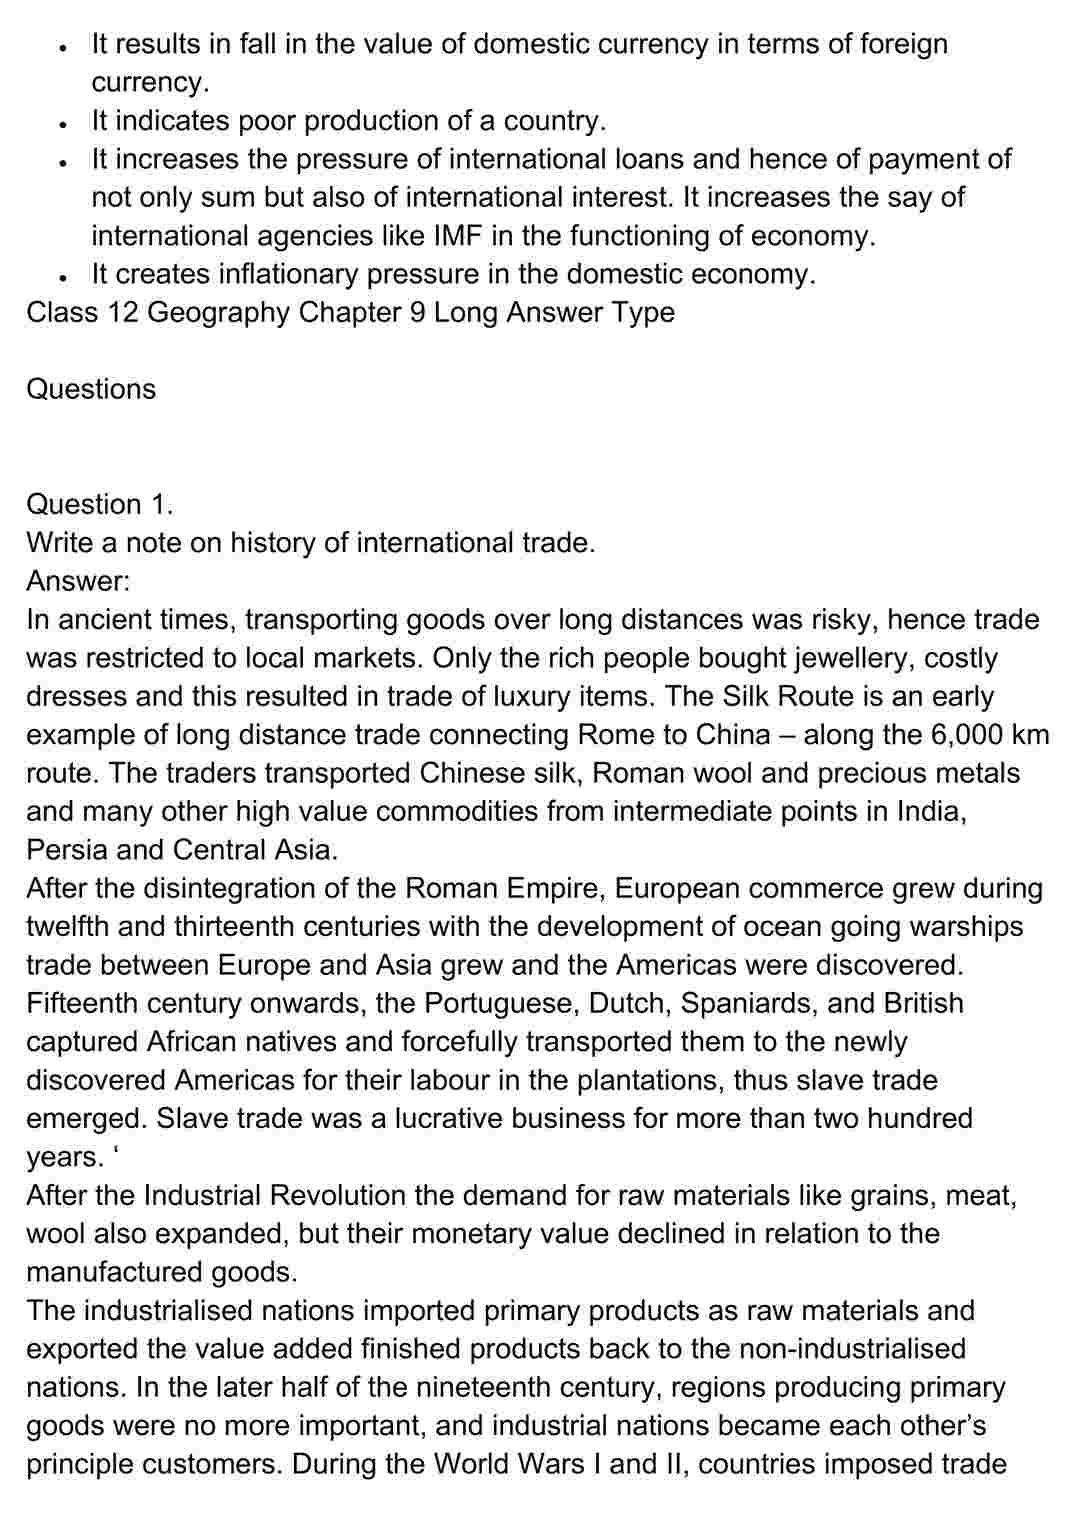 • It results in fall in the value of domestic currency in terms of foreign
currency.
• It indicates poor production of a country.
• It increases the pressure of international loans and hence of payment of
not only sum but also of international interest. It increases the say of
international agencies like IMF in the functioning of economy.
• It creates inflationary pressure in the domestic economy.
Class 12 Geography Chapter 9 Long Answer Type
Questions
Question 1.
Write a note on history of international trade.
Answer:
In ancient times, transporting goods over long distances was risky, hence trade
was restricted to local markets. Only the rich people bought jewellery, costly
dresses and this resulted in trade of luxury items. The Silk Route is an early
example of long distance trade connecting Rome to China – along the 6,000 km
route. The traders transported Chinese silk, Roman wool and precious metals
and many other high value commodities from intermediate points in India,
Persia and Central Asia.
After the disintegration of the Roman Empire, European commerce grew during
twelfth and thirteenth centuries with the development of ocean going warships
trade between Europe and Asia grew and the Americas were discovered.
Fifteenth century onwards, the Portuguese, Dutch, Spaniards, and British
captured African natives and forcefully transported them to the newly
discovered Americas for their labour in the plantations, thus slave trade
emerged. Slave trade was a lucrative business for more than two hundred
years. ‘
After the Industrial Revolution the demand for raw materials like grains, meat,
wool also expanded, but their monetary value declined in relation to the
manufactured goods.
The industrialised nations imported primary products as raw materials and
exported the value added finished products back to the non-industrialised
nations. In the later half of the nineteenth century, regions producing primary
goods were no more important, and industrial nations became each other’s
principle customers. During the World Wars I and II, countries imposed trade